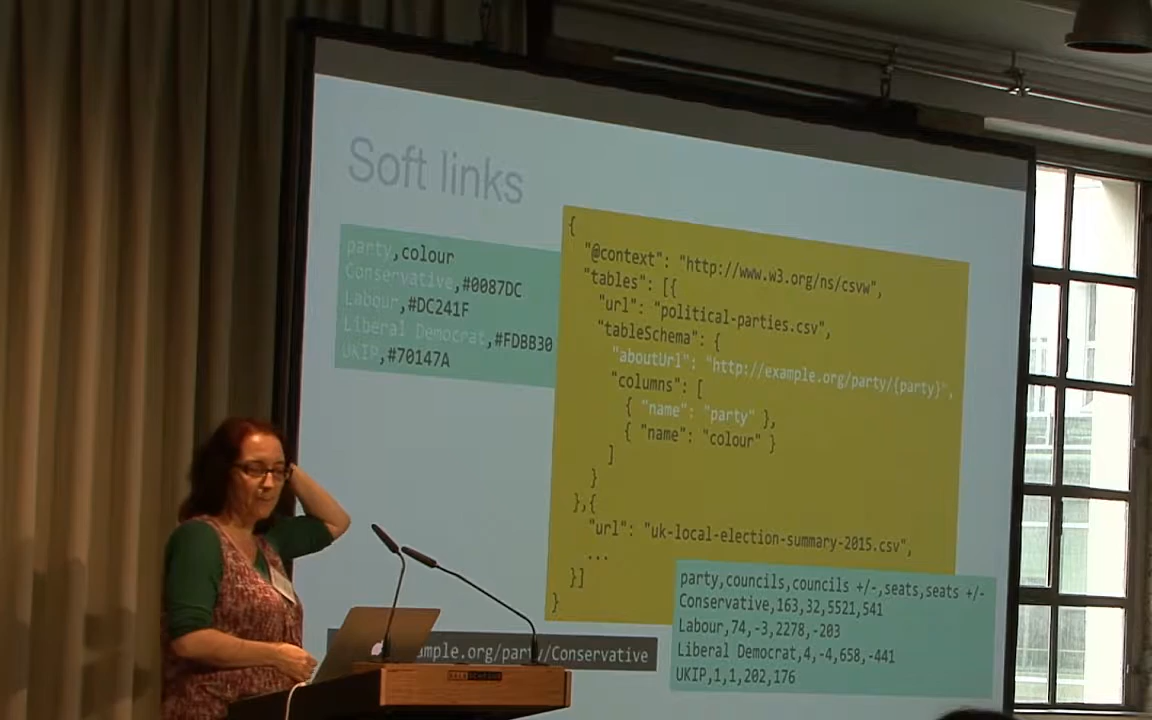 Soft links
party,colour
Conservative,#0087DC
Labour,#DC241F
Liberal Democrat,#FDBB30
UKIP,#70147A
{
"@context": "http://www.w3.org/ns/csvw",
"tables": [{
"url": "political-parties.csv",
"tableSchema": {
"aboutUrl": "http://example.org/party/{party}",
"columns": [
{ "name": "party" },
{ "name": "colour" }
]
}
},{
"url": "uk-local-election-summary-2015.csv",
...
}]
}
party,councils,councils +/-,seats,seats +/-
Conservative,163,32,5521,541
Labour,74,-3,2278,-203
Liberal Democrat,4,-4,658,-441
UKIP,1,1,202,176
ample.org/party/Conservative